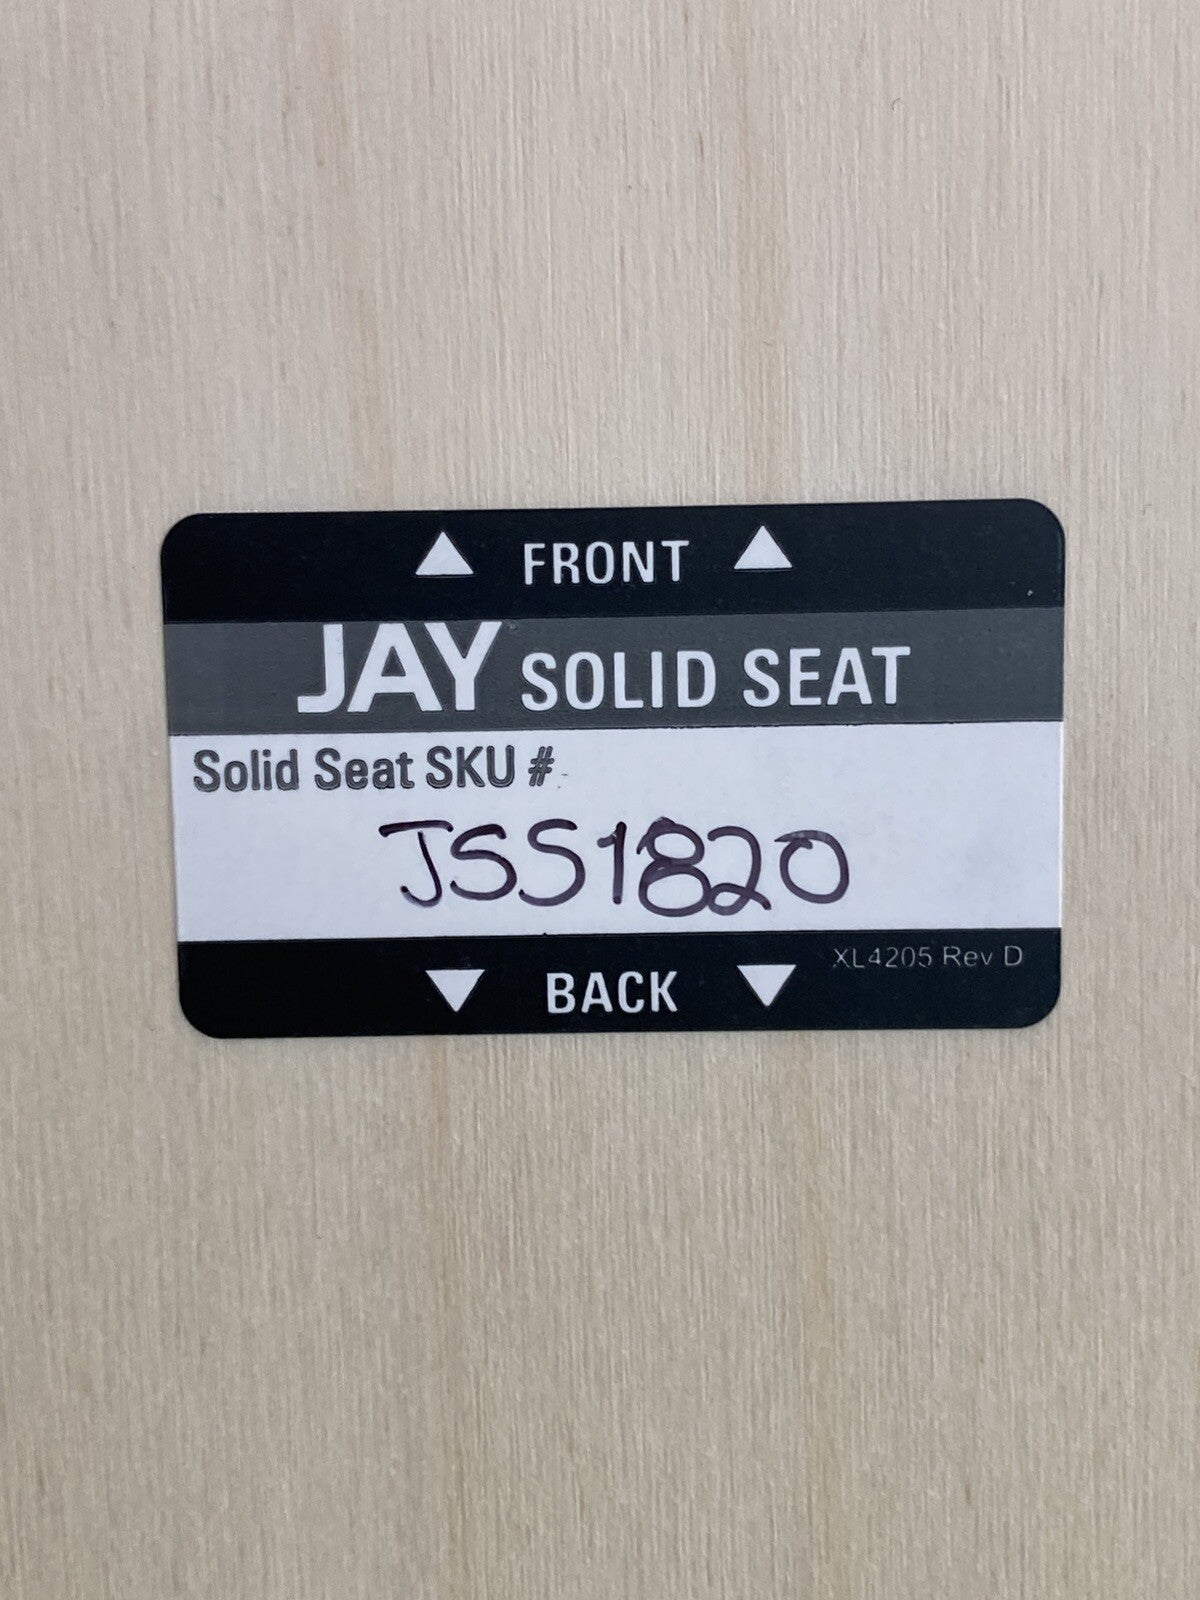 ▲ FRONT ▲
JAY SOLID SEAT
Solid Seat SKU #
JSS1820
XL4205 Rev D
▼ BACK ▼